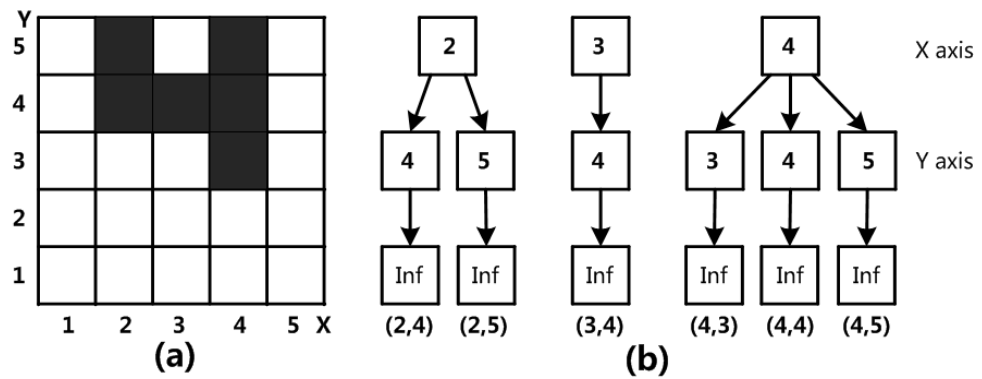 Y
5
4
3
2
1
1 2 3 4 5 X
(a)
2 3 4 X axis
4 5 4 3 4 5 Y axis
Inf Inf Inf Inf Inf Inf
(2,4) (2,5) (3,4) (4,3) (4,4) (4,5)
(b)